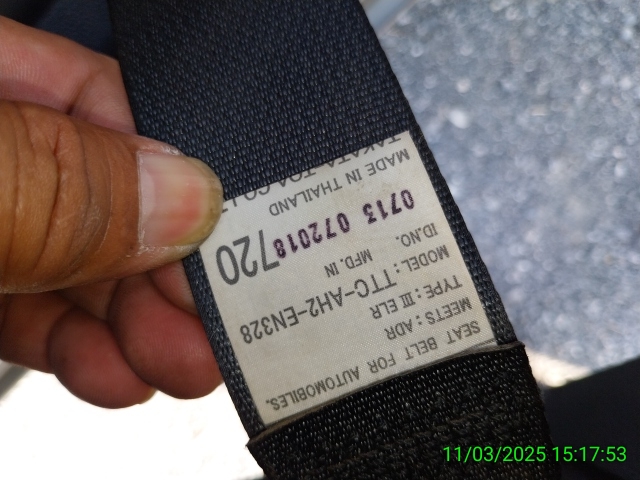 SEAT BELT FOR AUTOMOBILES.
MEETS : ADR
TYPE : III ELR
MODEL : TTC-AH2-EN328
ID.NO. MFD. IN
0713 072018 720
MADE IN THAILAND
TAKATA-TOA CO.LT
11/03/2025 15:17:53